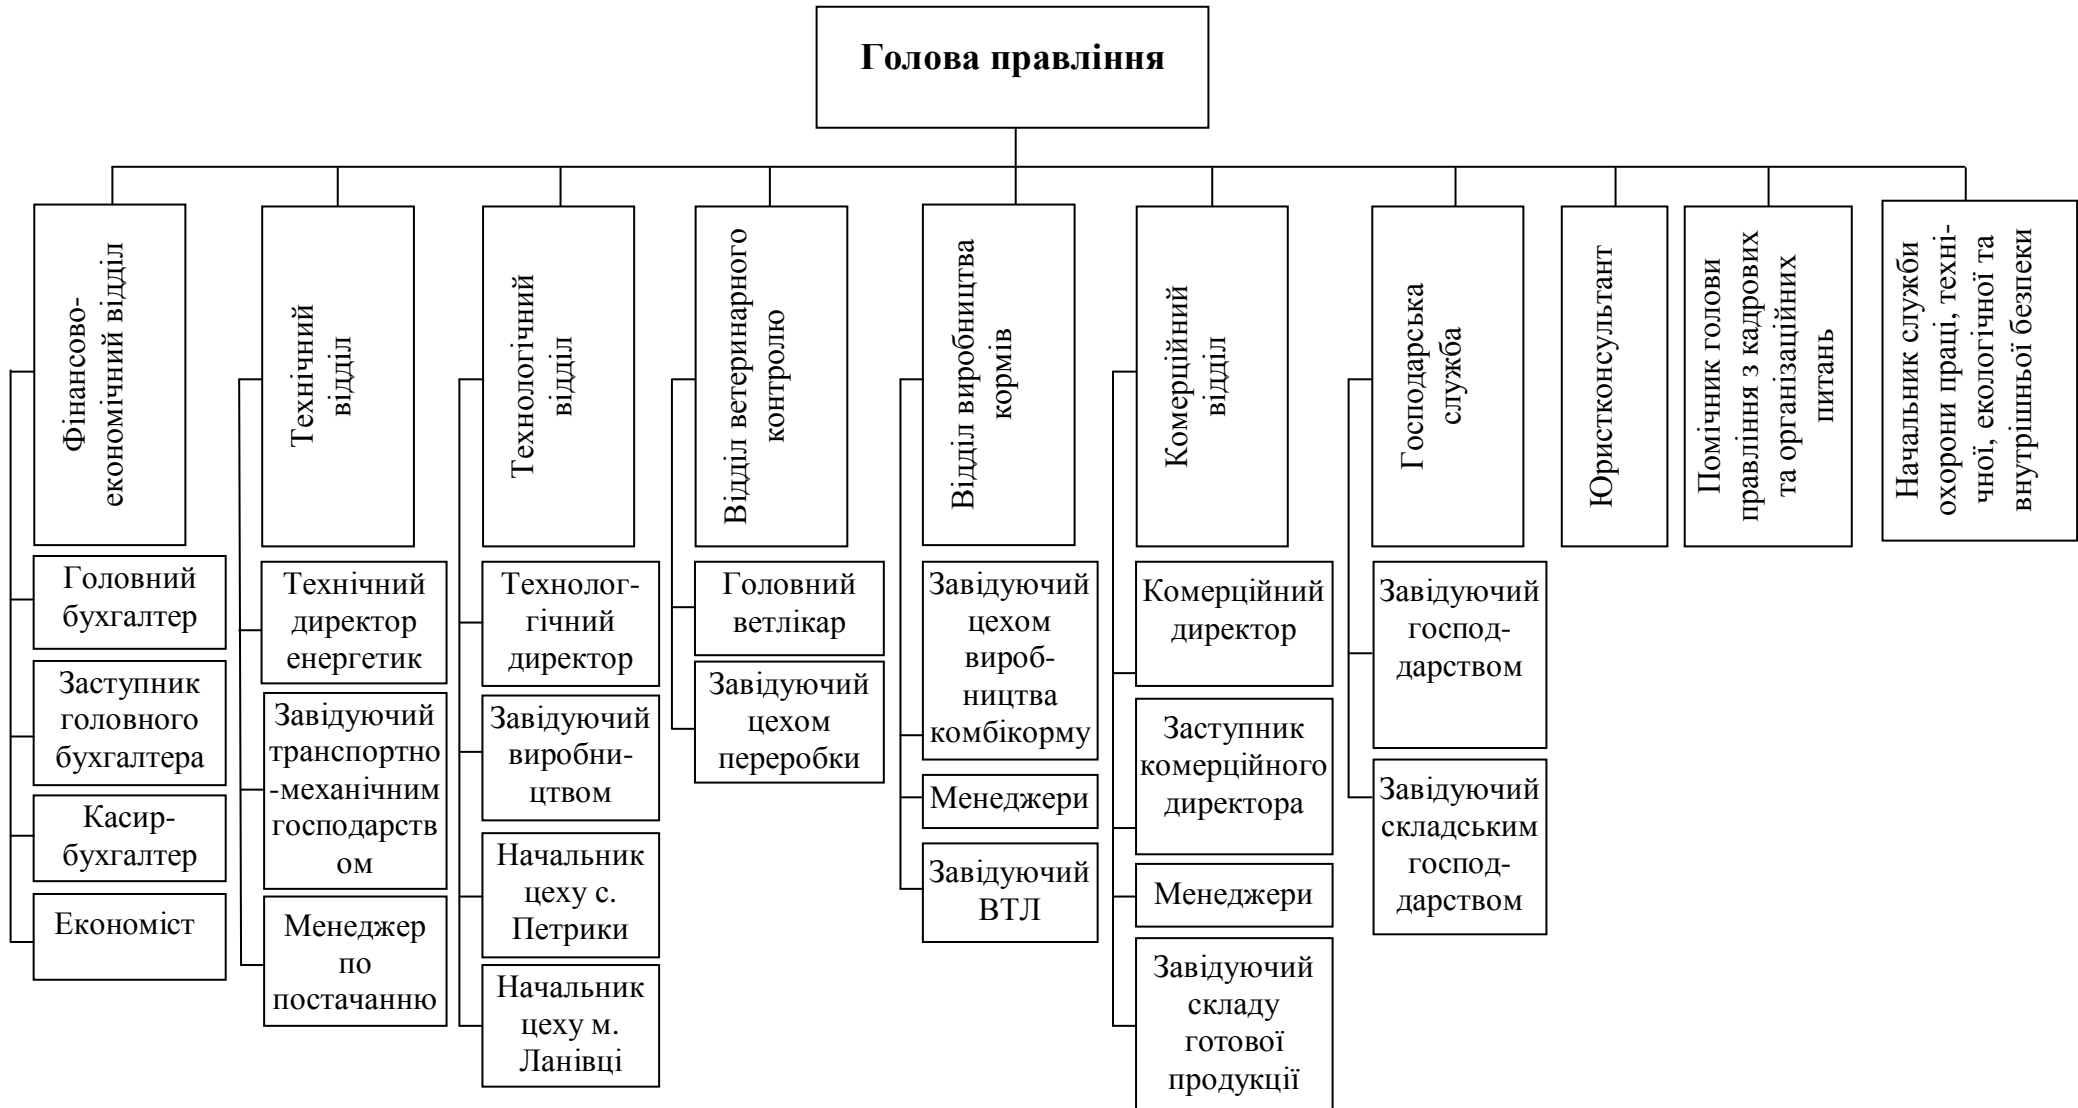 Голова правління
Фінансово-
економічний відділ
Головний
бухгалтер
Заступник
головного
бухгалтера
Касир-
бухгалтер
Економіст
Технічний
відділ
Технічний
директор
енергетик
Завідуючий
транспортно
-механічним
господарств
ом
Менеджер
по
постачанню
Технологічний
відділ
Технолог-
гічний
директор
Завідуючий
виробни-
цтвом
Начальник
цеху с.
Петрики
Начальник
цеху м.
Ланівці
Відділ ветеринарного
контролю
Головний
ветлікар
Завідуючий
цехом
переробки
Відділ виробництва
кормів
Завідуючий
цехом
вироб-
ництва
комбікорму
Менеджери
Завідуючий
ВТЛ
Комерційний
відділ
Комерційний
директор
Заступник
комерційного
директора
Менеджери
Завідуючий
складу
готової
продукції
Господарська
служба
Завідуючий
господ-
дарством
Завідуючий
складським
господ-
дарством
Юристконсультант
Помічник голови
правління з кадрових
та організаційних
питань
Начальник служби
охорони праці, техні-
чної, екологічної та
внутрішньої безпеки